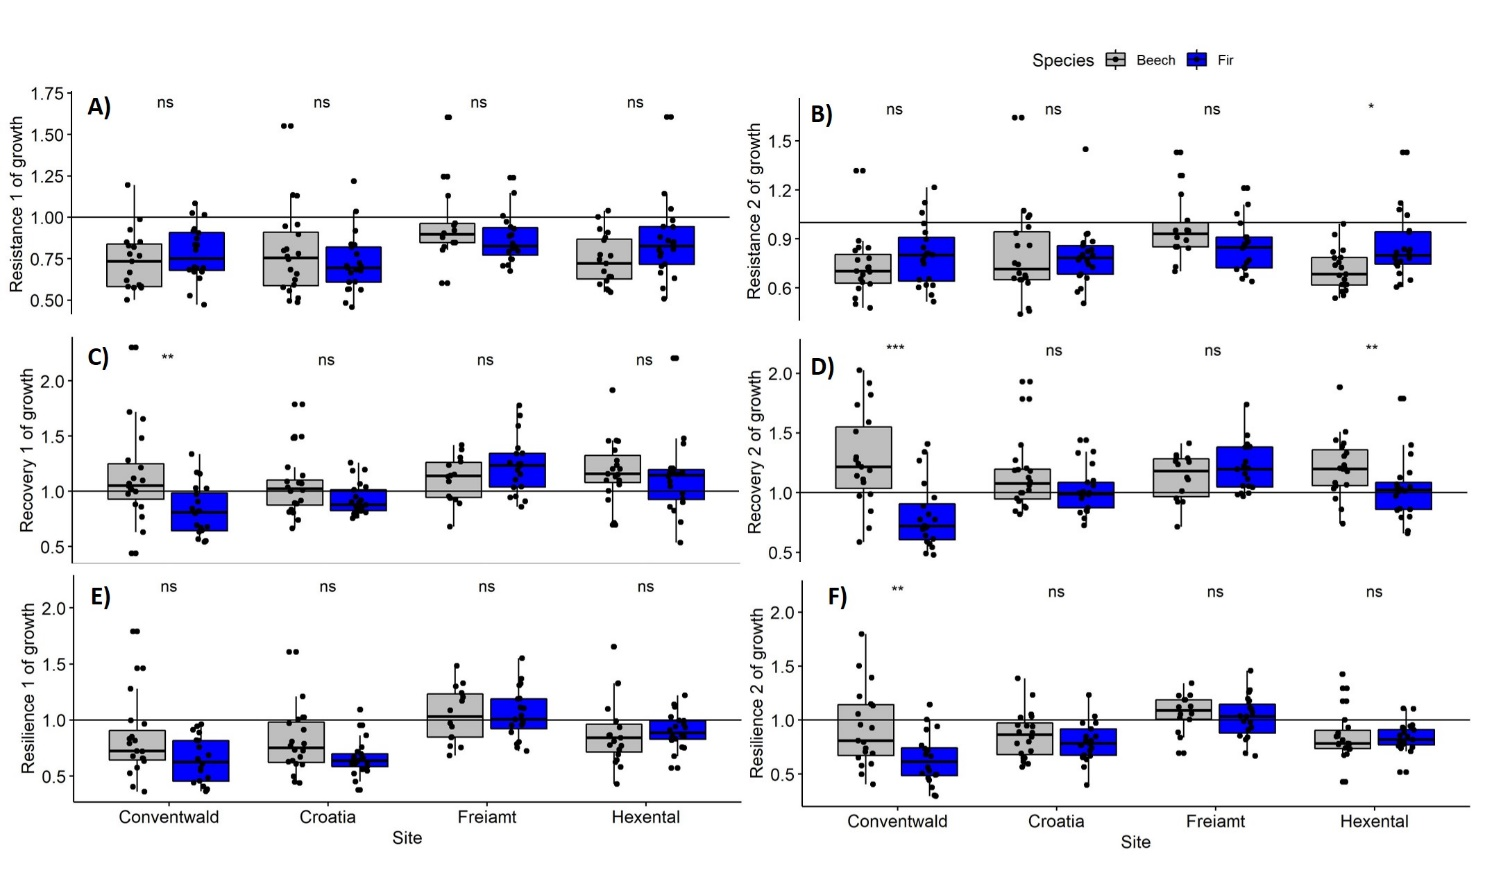 Species Beech Fir
A)
ns ns ns ns
Resistance 1 of growth
1.75
1.50
1.25
1.00
0.75
0.50
B)
ns ns ns *
Resistance 2 of growth
1.5
1.2
0.9
0.6
C)
** ns ns ns
Recovery 1 of growth
2.0
1.5
1.0
0.5
D)
*** ns ns **
Recovery 2 of growth
2.0
1.5
1.0
0.5
E)
ns ns ns ns
Resilience 1 of growth
2.0
1.5
1.0
0.5
Conventwald Croatia Freiamt Hexental
Site
F)
** ns ns ns
Resilience 2 of growth
2.0
1.5
1.0
0.5
Conventwald Croatia Freiamt Hexental
Site